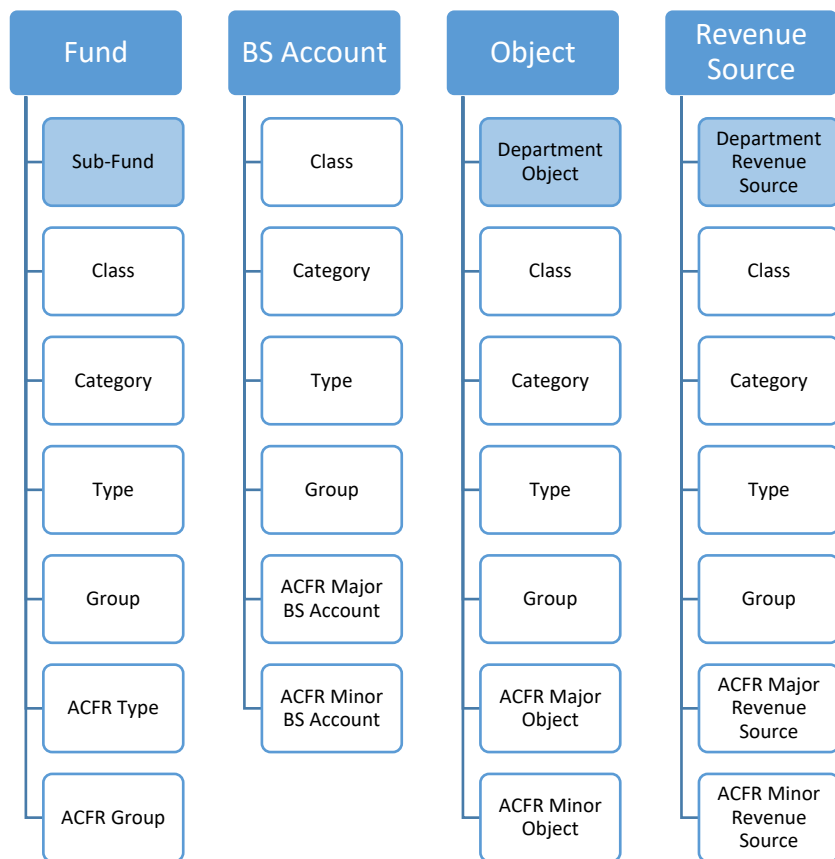 Fund
Sub-Fund
Class
Category
Type
Group
ACFR Type
ACFR Group
BS Account
Class
Category
Type
Group
ACFR Major
BS Account
ACFR Minor
BS Account
Object
Department
Object
Class
Category
Type
Group
ACFR Major
Object
ACFR Minor
Object
Revenue
Source
Department
Revenue
Source
Class
Category
Type
Group
ACFR Major
Revenue
Source
ACFR Minor
Revenue
Source